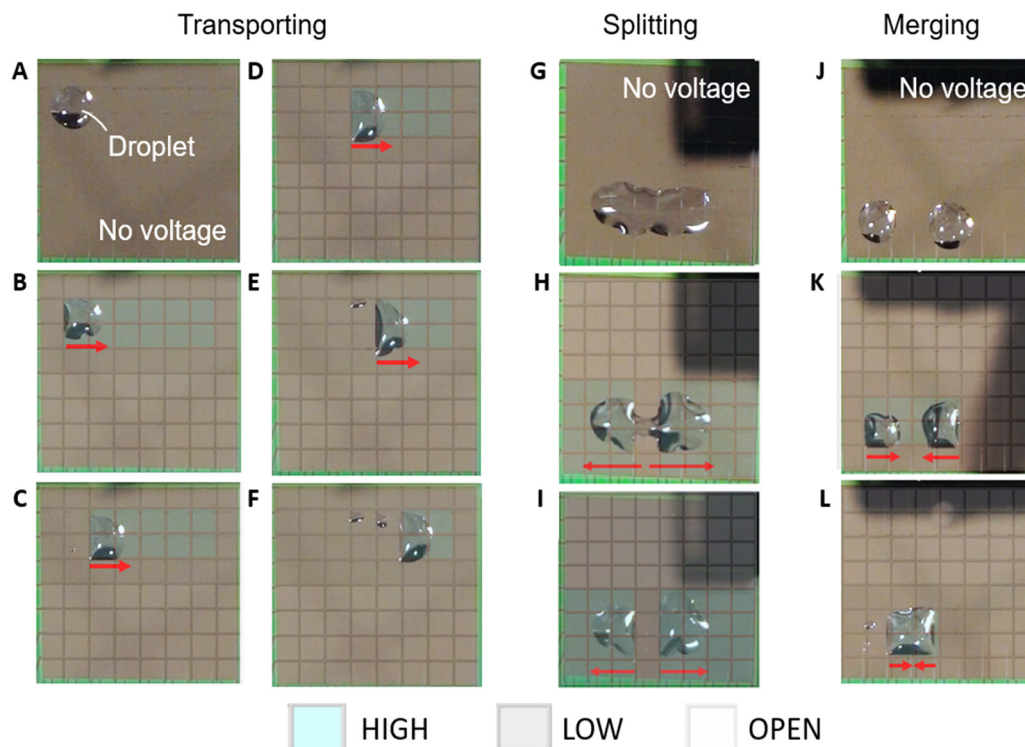 Transporting
Splitting
Merging
A
D
G
J
No voltage
No voltage
Droplet
No voltage
B
E
H
K
C
F
I
L
HIGH
LOW
OPEN